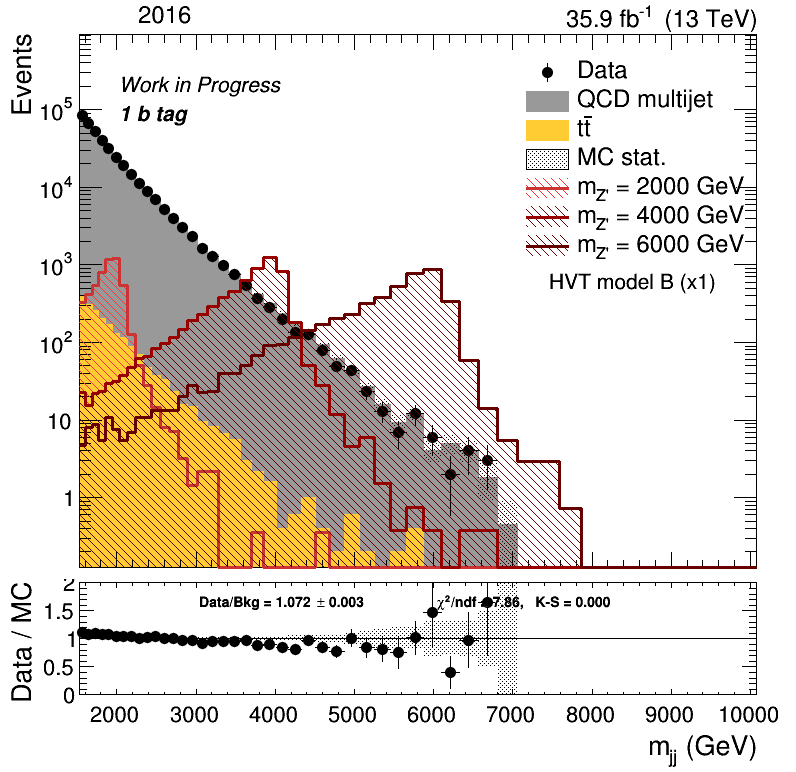 2016
35.9 fb⁻¹ (13 TeV)
Events
Work in Progress
1 b tag
Data
QCD multijet
tt̄
MC stat.
m_Z' = 2000 GeV
m_Z' = 4000 GeV
m_Z' = 6000 GeV
HVT model B (x1)
10⁵
10⁴
10³
10²
10
1
Data / MC
2
1.5
1
0.5
0
Data/Bkg = 1.072 ± 0.003
χ²/ndf 7.86, K-S = 0.000
2000 3000 4000 5000 6000 7000 8000 9000 10000
m_jj (GeV)